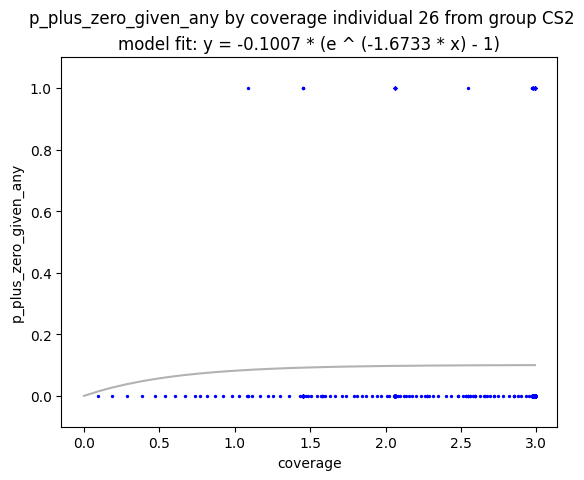 p_plus_zero_given_any by coverage individual 26 from group CS2
model fit: y = -0.1007 * (e ^ (-1.6733 * x) - 1)
1.0
0.8
0.6
0.4
0.2
0.0
p_plus_zero_given_any
0.0 0.5 1.0 1.5 2.0 2.5 3.0
coverage